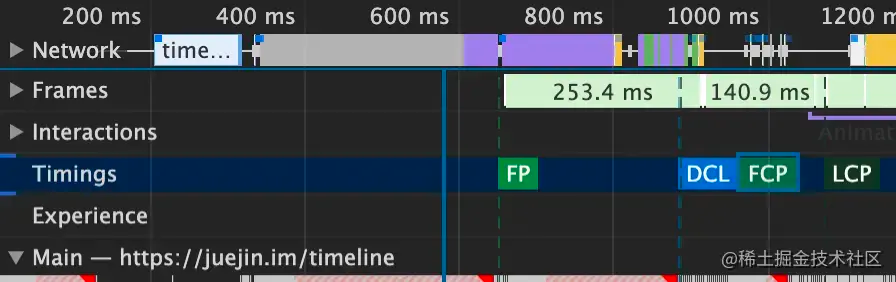 200 ms 400 ms 600 ms 800 ms 1000 ms 1200 m
▶ Network time...
▶ Frames 253.4 ms 140.9 ms
▶ Interactions Animat
Timings FP DCL FCP LCP
Experience
▼ Main — https://juejin.im/timeline
@稀土掘金技术社区